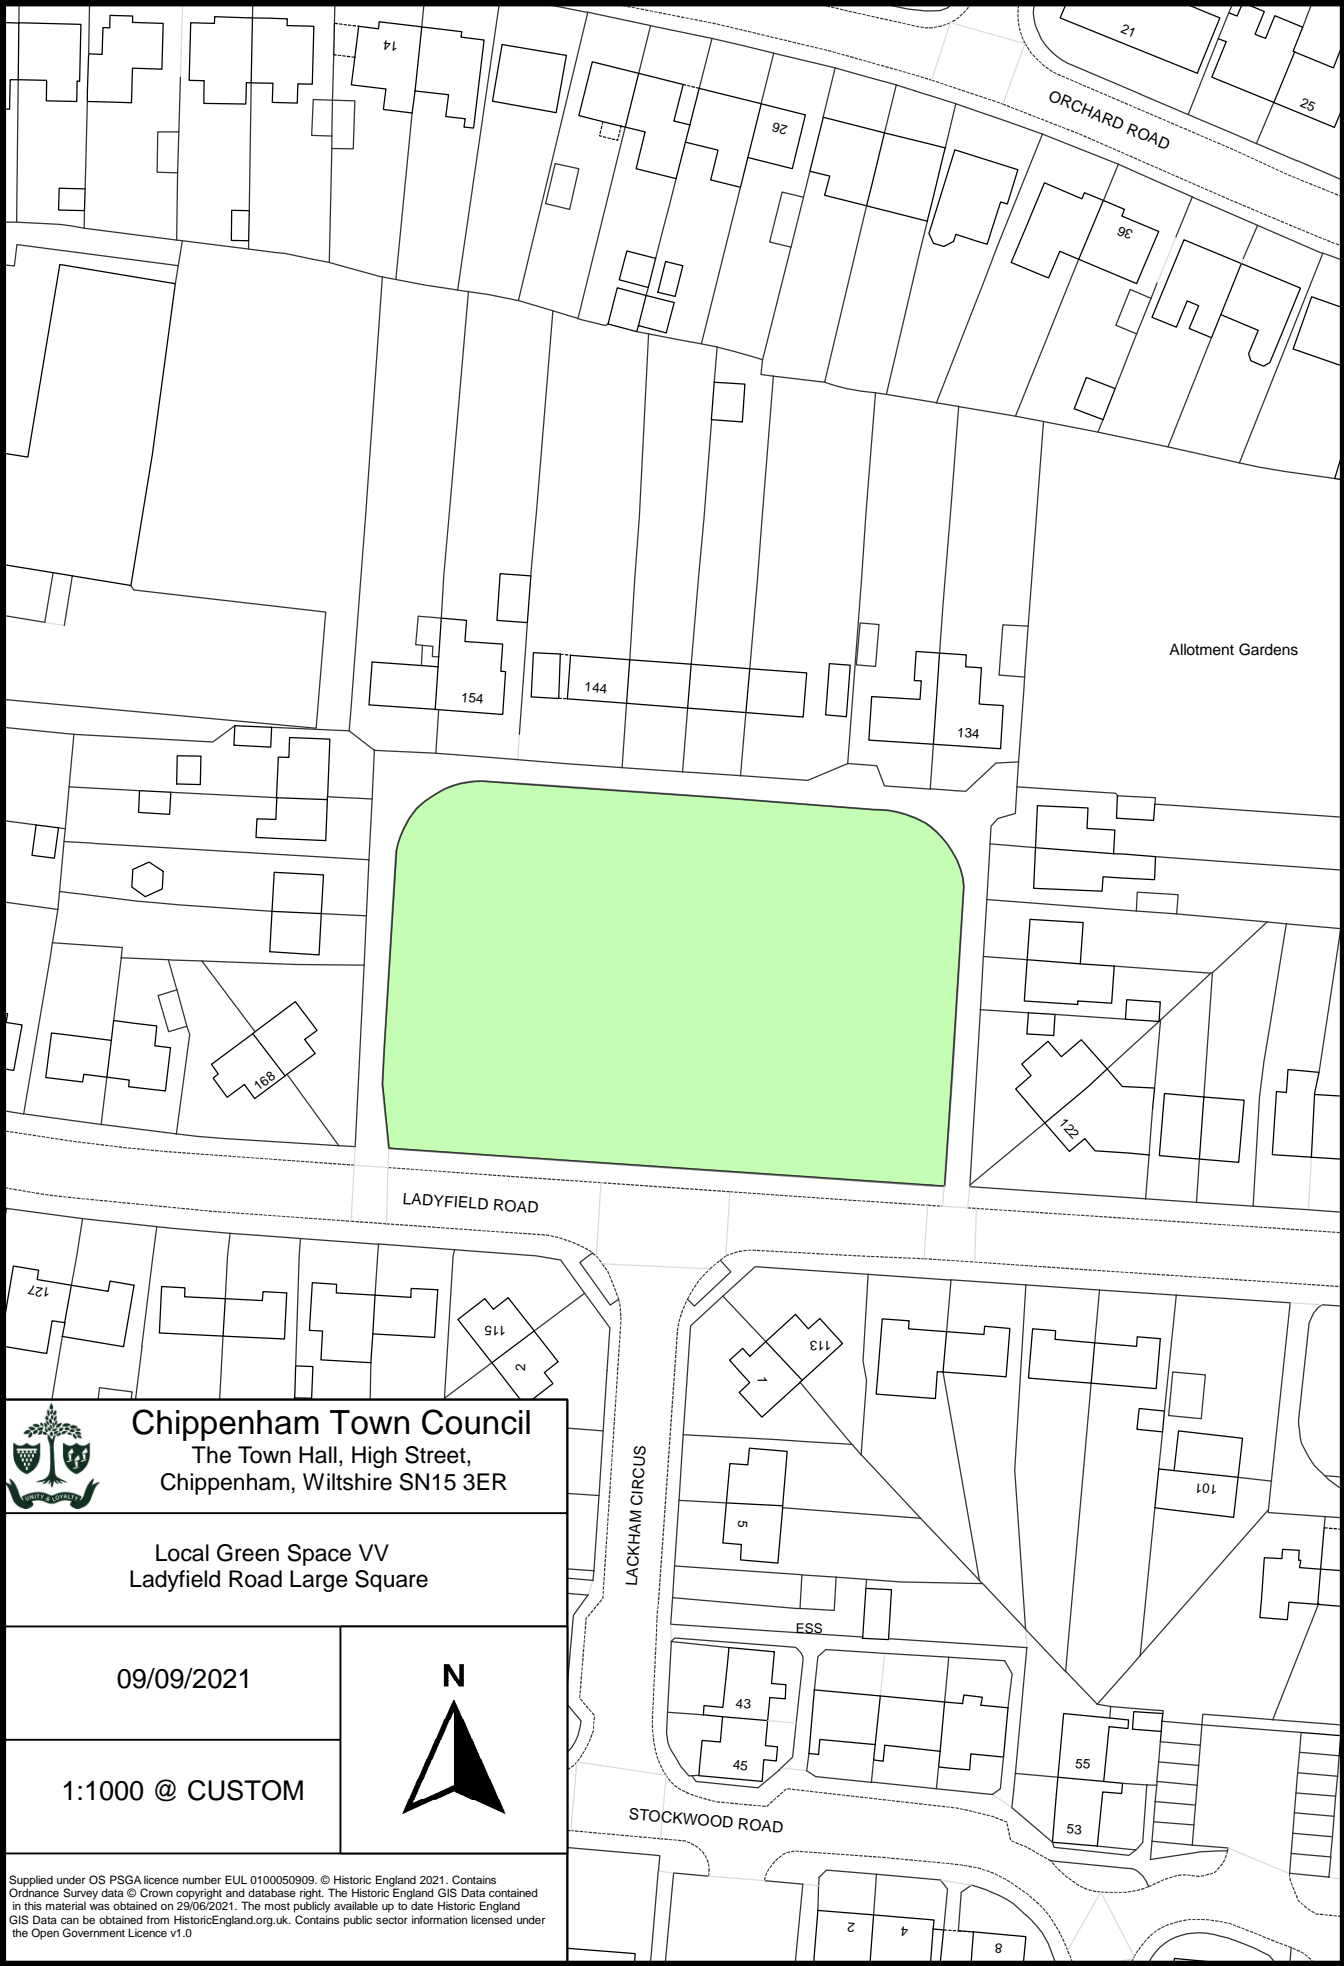 14
21
25
ORCHARD ROAD
26
36
Allotment Gardens
154
144
134
168
122
LADYFIELD ROAD
127
115
2
113
1
LACKHAM CIRCUS
5
101
ESS
43
45
55
53
STOCKWOOD ROAD
2
4
8
Chippenham Town Council
The Town Hall, High Street,
Chippenham, Wiltshire SN15 3ER
UNITY & LOYALTY
Local Green Space VV
Ladyfield Road Large Square
09/09/2021
N
1:1000 @ CUSTOM
Supplied under OS PSGA licence number EUL 0100050909. © Historic England 2021. Contains
Ordnance Survey data © Crown copyright and database right. The Historic England GIS Data contained
in this material was obtained on 29/06/2021. The most publicly available up to date Historic England
GIS Data can be obtained from HistoricEngland.org.uk. Contains public sector information licensed under
the Open Government Licence v1.0